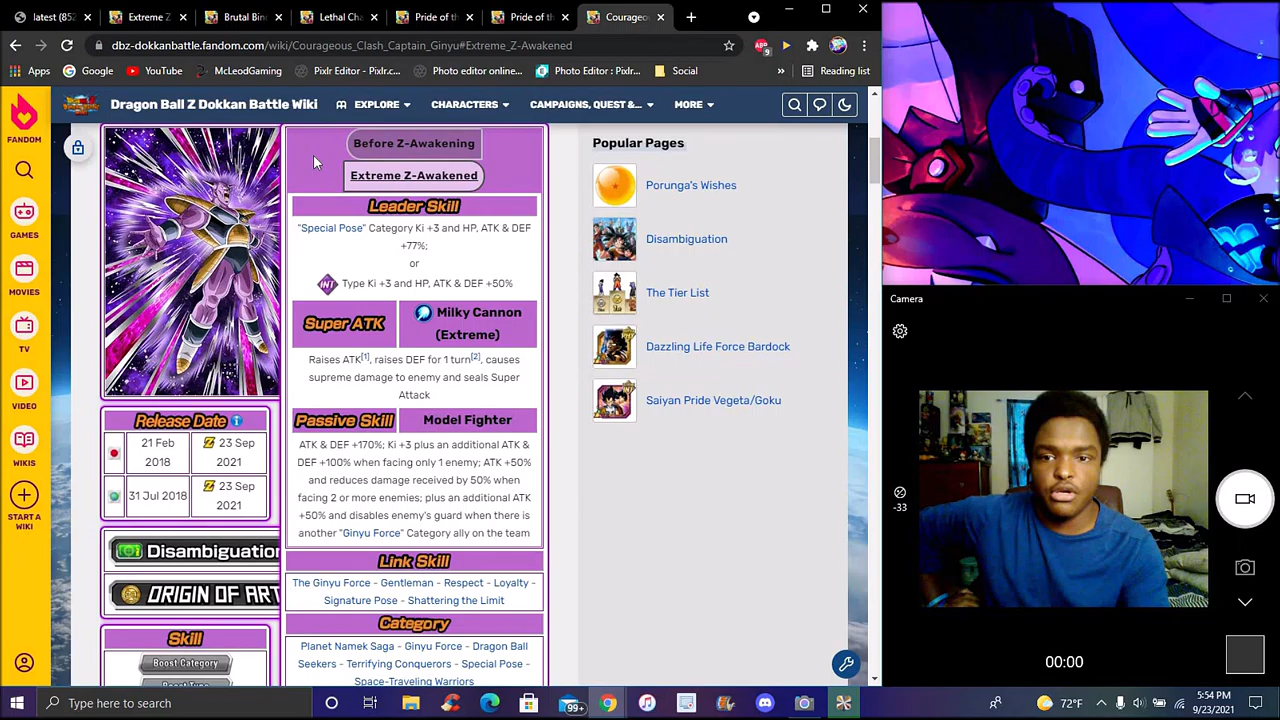 latest (852
Extreme Z
Brutal Bin
Lethal Cha
Pride of th
Pride of th
Courageou
dbz-dokkanbattle.fandom.com/wiki/Courageous_Clash_Captain_Ginyu#Extreme_Z-Awakened
9
Apps
Google
YouTube
McLeodGaming
Pixlr Editor - Pixlr.c...
Photo editor online...
Photo Editor : Pixlr...
Social
»
Reading list
Dragon Ball Z Dokkan Battle Wiki
EXPLORE
CHARACTERS
CAMPAIGNS, QUEST &...
MORE
FANDOM
GAMES
MOVIES
TV
VIDEO
WIKIS
START A
WIKI
Before Z-Awakening
Extreme Z-Awakened
Leader Skill
"Special Pose" Category Ki +3 and HP, ATK & DEF
+77%;
or
INT Type Ki +3 and HP, ATK & DEF +50%
Super ATK
Milky Cannon
(Extreme)
Raises ATK[1], raises DEF for 1 turn[2], causes
supreme damage to enemy and seals Super
Attack
Passive Skill
Model Fighter
ATK & DEF +170%; Ki +3 plus an additional ATK &
DEF +100% when facing only 1 enemy; ATK +50%
and reduces damage received by 50% when
facing 2 or more enemies; plus an additional ATK
+50% and disables enemy's guard when there is
another "Ginyu Force" Category ally on the team
Link Skill
The Ginyu Force - Gentleman - Respect - Loyalty -
Signature Pose - Shattering the Limit
Category
Planet Namek Saga - Ginyu Force - Dragon Ball
Seekers - Terrifying Conquerors - Special Pose -
Space-Traveling Warriors
Release Date
21 Feb
2018
23 Sep
2021
31 Jul 2018
23 Sep
2021
Disambiguation
ORIGIN OF ART
Skill
Boost Category
Boost Type
Popular Pages
Porunga's Wishes
Disambiguation
The Tier List
Dazzling Life Force Bardock
Saiyan Pride Vegeta/Goku
Camera
-33
00:00
Type here to search
99+
72°F
5:54 PM
9/23/2021